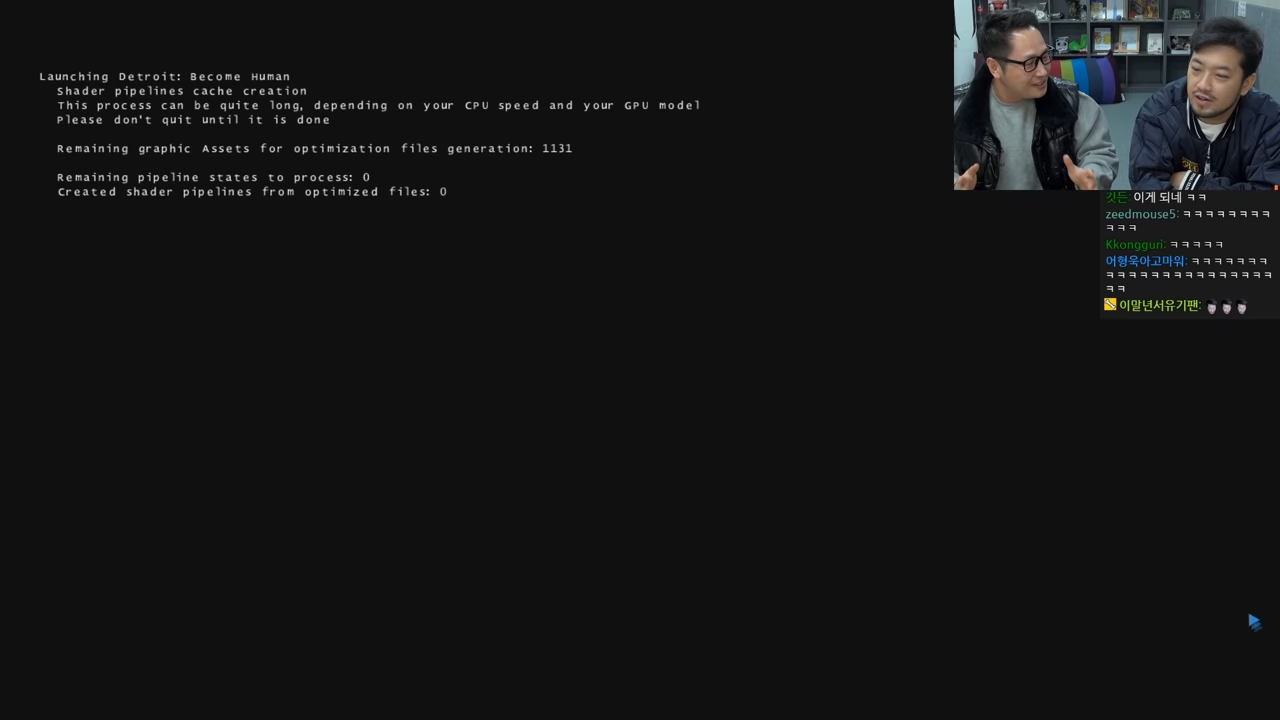 Launching Detroit: Become Human
Shader pipelines cache creation
This process can be quite long, depending on your CPU speed and your GPU model
Please don't quit until it is done
Remaining graphic Assets for optimization files generation: 1131
Remaining pipeline states to process: 0
Created shader pipelines from optimized files: 0
깃든: 이게 되네 ㅋㅋ
zeedmouse5: ㅋㅋㅋㅋㅋㅋㅋㅋ
ㅋㅋㅋ
Kkongguri: ㅋㅋㅋㅋㅋ
어형욱아고마워: ㅋㅋㅋㅋㅋㅋㅋ
ㅋㅋㅋㅋㅋㅋㅋㅋㅋㅋㅋㅋㅋㅋㅋ
ㅋㅋ
이말년서유기팬: